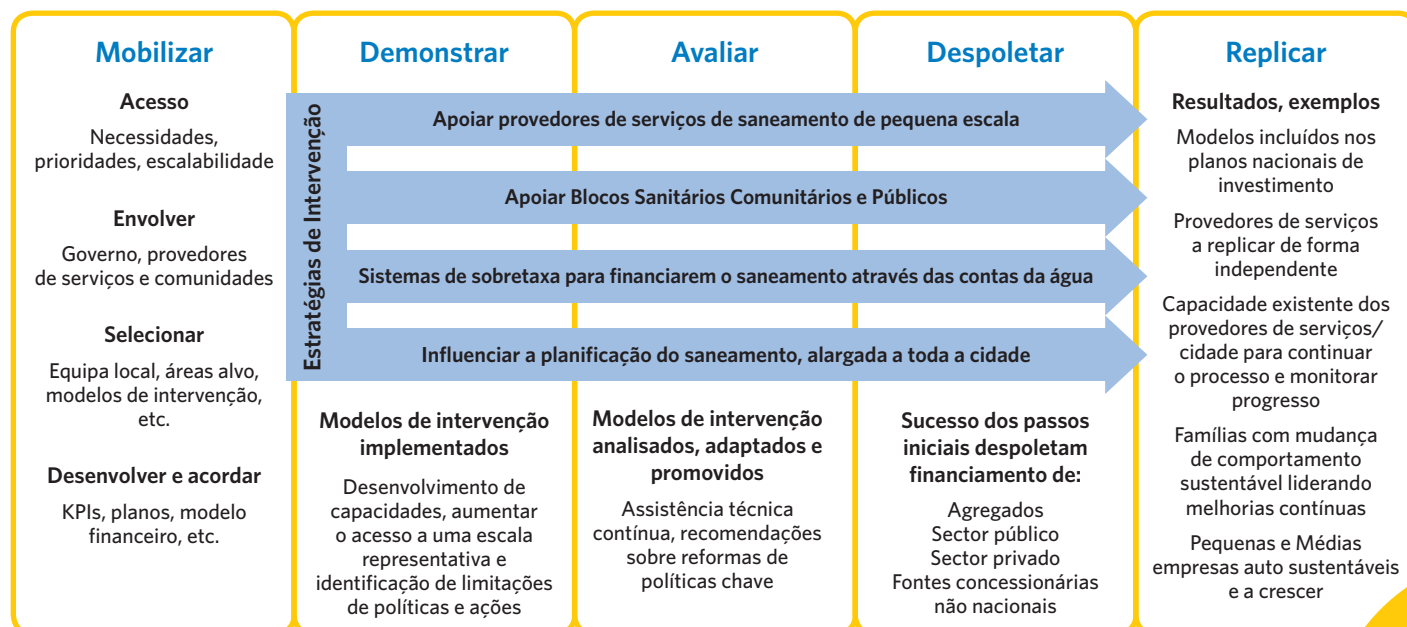 Mobilizar
Acesso
Necessidades,
prioridades, escalabilidade
Envolver
Governo, provedores
de serviços e comunidades
Selecionar
Equipa local, áreas alvo,
modelos de intervenção,
etc.
Desenvolver e acordar
KPIs, planos, modelo
financeiro, etc.
Estratégias de Intervenção
Apoiar provedores de serviços de saneamento de pequena escala
Apoiar Blocos Sanitários Comunitários e Públicos
Sistemas de sobretaxa para financiarem o saneamento através das contas da água
Influenciar a planificação do saneamento, alargada a toda a cidade
Demonstrar
Modelos de intervenção
implementados
Desenvolvimento de
capacidades, aumentar
o acesso a uma escala
representativa e
identificação de limitações
de políticas e ações
Avaliar
Modelos de intervenção
analisados, adaptados e
promovidos
Assistência técnica
contínua, recomendações
sobre reformas de
políticas chave
Despoletar
Sucesso dos passos
iniciais despoletam
financiamento de:
Agregados
Sector público
Sector privado
Fontes concessionárias
não nacionais
Replicar
Resultados, exemplos
Modelos incluídos nos
planos nacionais de
investimento
Provedores de serviços
a replicar de forma
independente
Capacidade existente dos
provedores de serviços/
cidade para continuar
o processo e monitorar
progresso
Famílias com mudança
de comportamento
sustentável liderando
melhorias contínuas
Pequenas e Médias
empresas auto sustentáveis
e a crescer